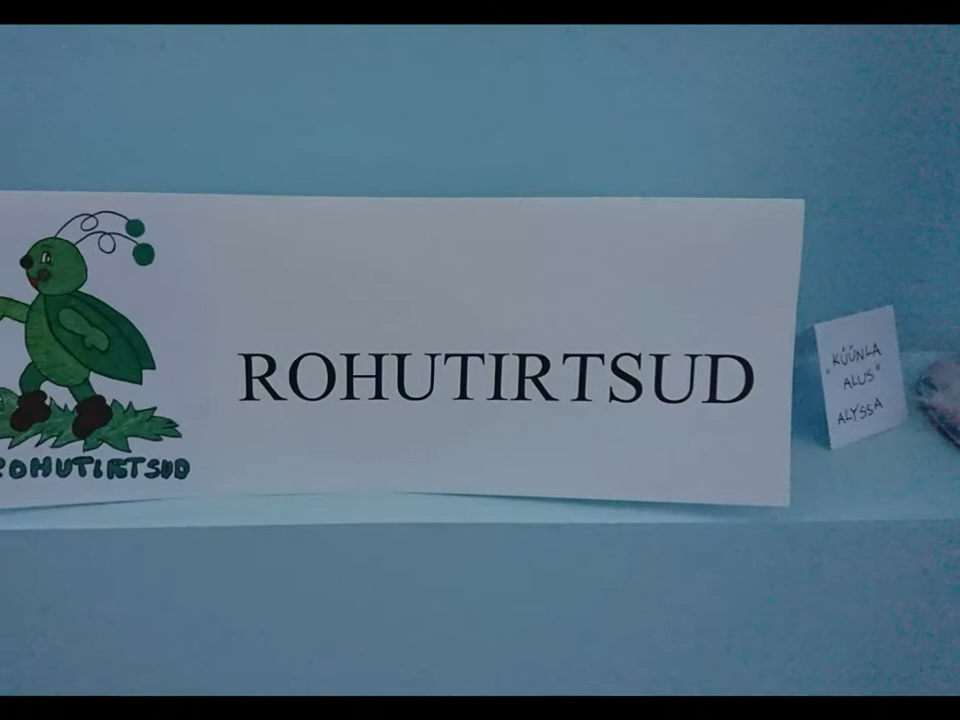 ROHUTIRTSUD
ROHUTIRTSUD
"KÜÜNLA
ALUS"
ALYSSA